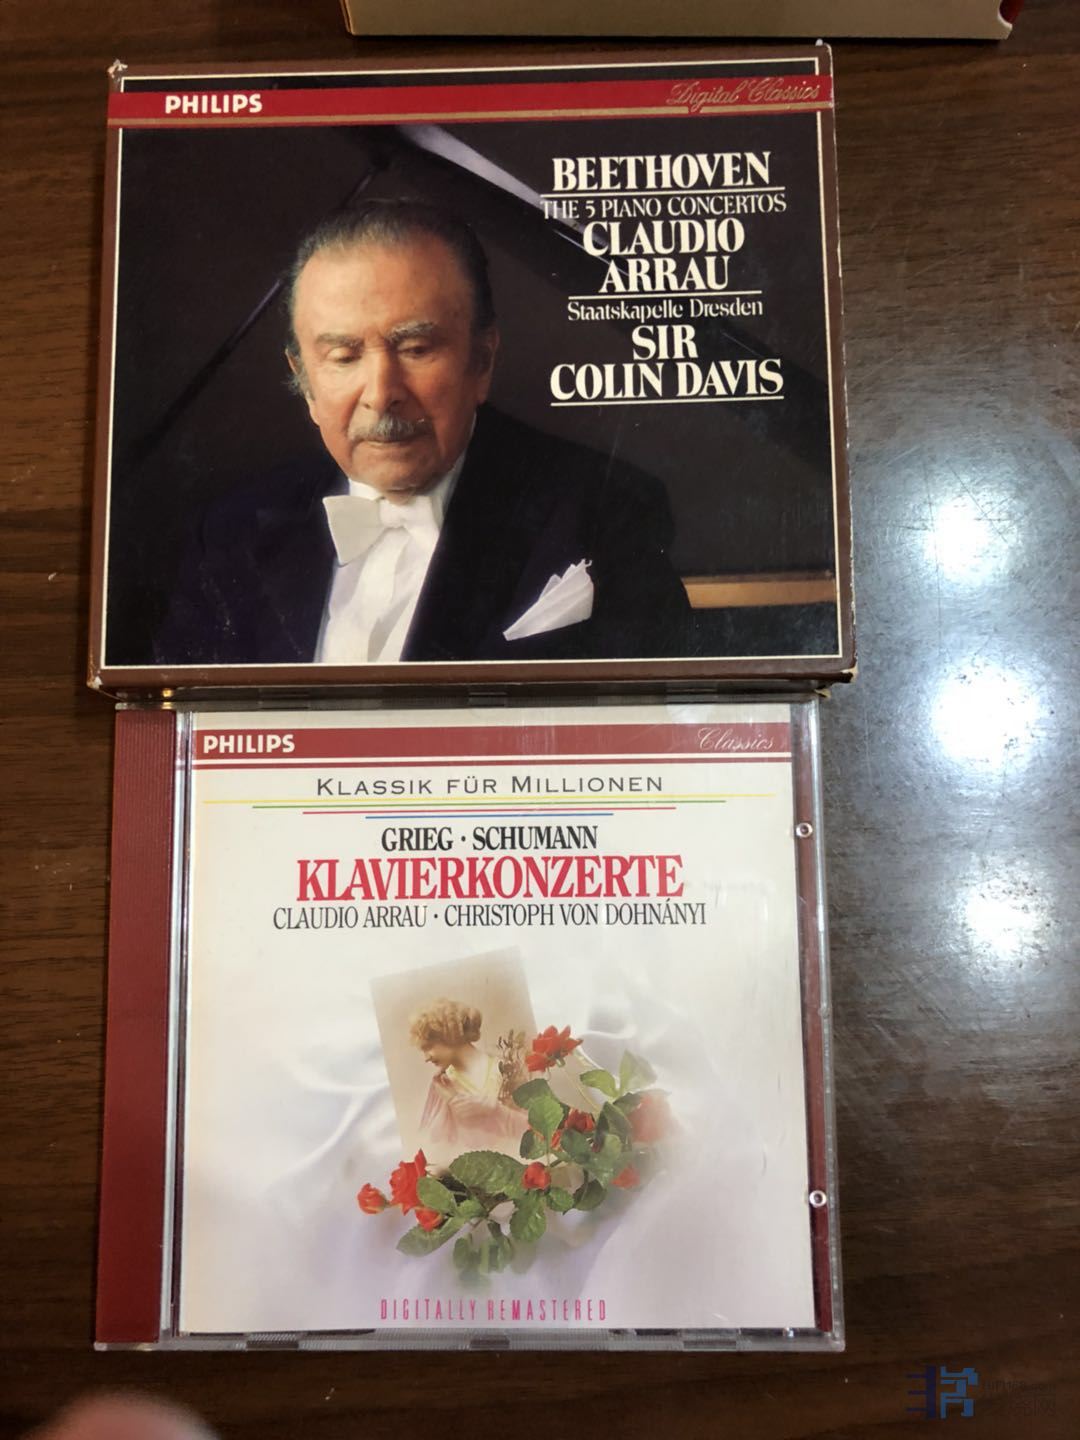 PHILIPS
Digital Classics
BEETHOVEN
THE 5 PIANO CONCERTOS
CLAUDIO
ARRAU
Staatskapelle Dresden
SIR
COLIN DAVIS
PHILIPS
Classics
KLASSIK FÜR MILLIONEN
GRIEG · SCHUMANN
KLAVIERKONZERTE
CLAUDIO ARRAU · CHRISTOPH VON DOHNÁNYI
DIGITALLY REMASTERED